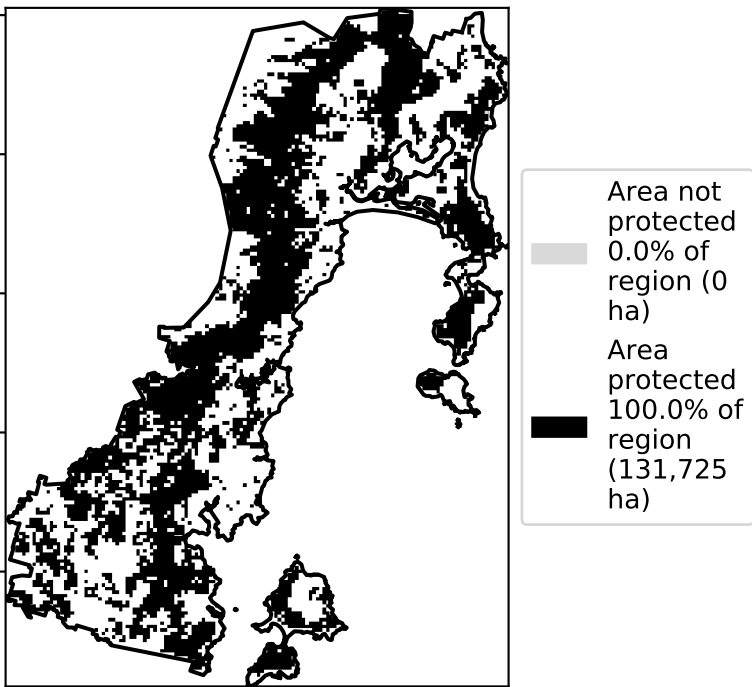 Area not
protected
0.0% of
region (0
ha)
Area
protected
100.0% of
region
(131,725
ha)